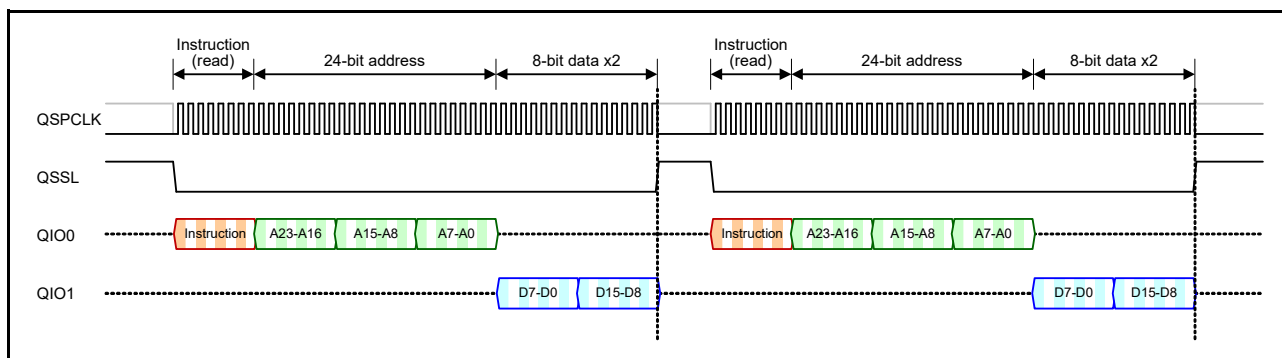 Instruction
(read)
24-bit address
8-bit data x2
Instruction
(read)
24-bit address
8-bit data x2
QSPCLK
QSSL
QIO0
Instruction
A23-A16
A15-A8
A7-A0
Instruction
A23-A16
A15-A8
A7-A0
QIO1
D7-D0
D15-D8
D7-D0
D15-D8